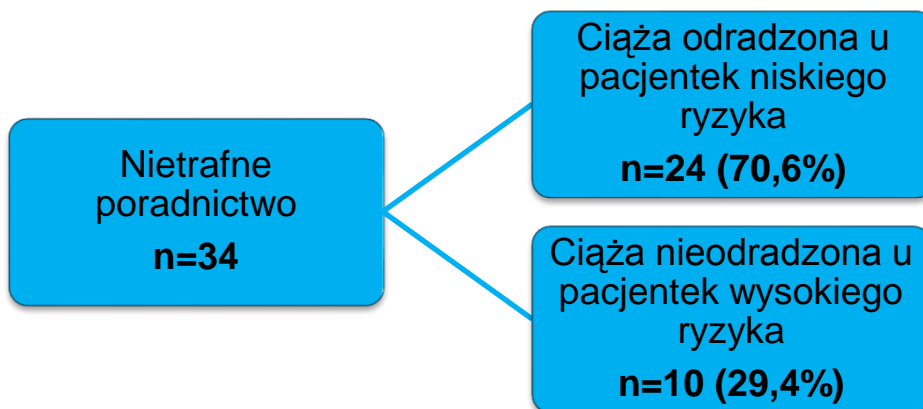 Nietrafne
poradnictwo
n=34
Ciąża odradzona u
pacjentek niskiego
ryzyka
n=24 (70,6%)
Ciąża nieodradzona u
pacjentek wysokiego
ryzyka
n=10 (29,4%)